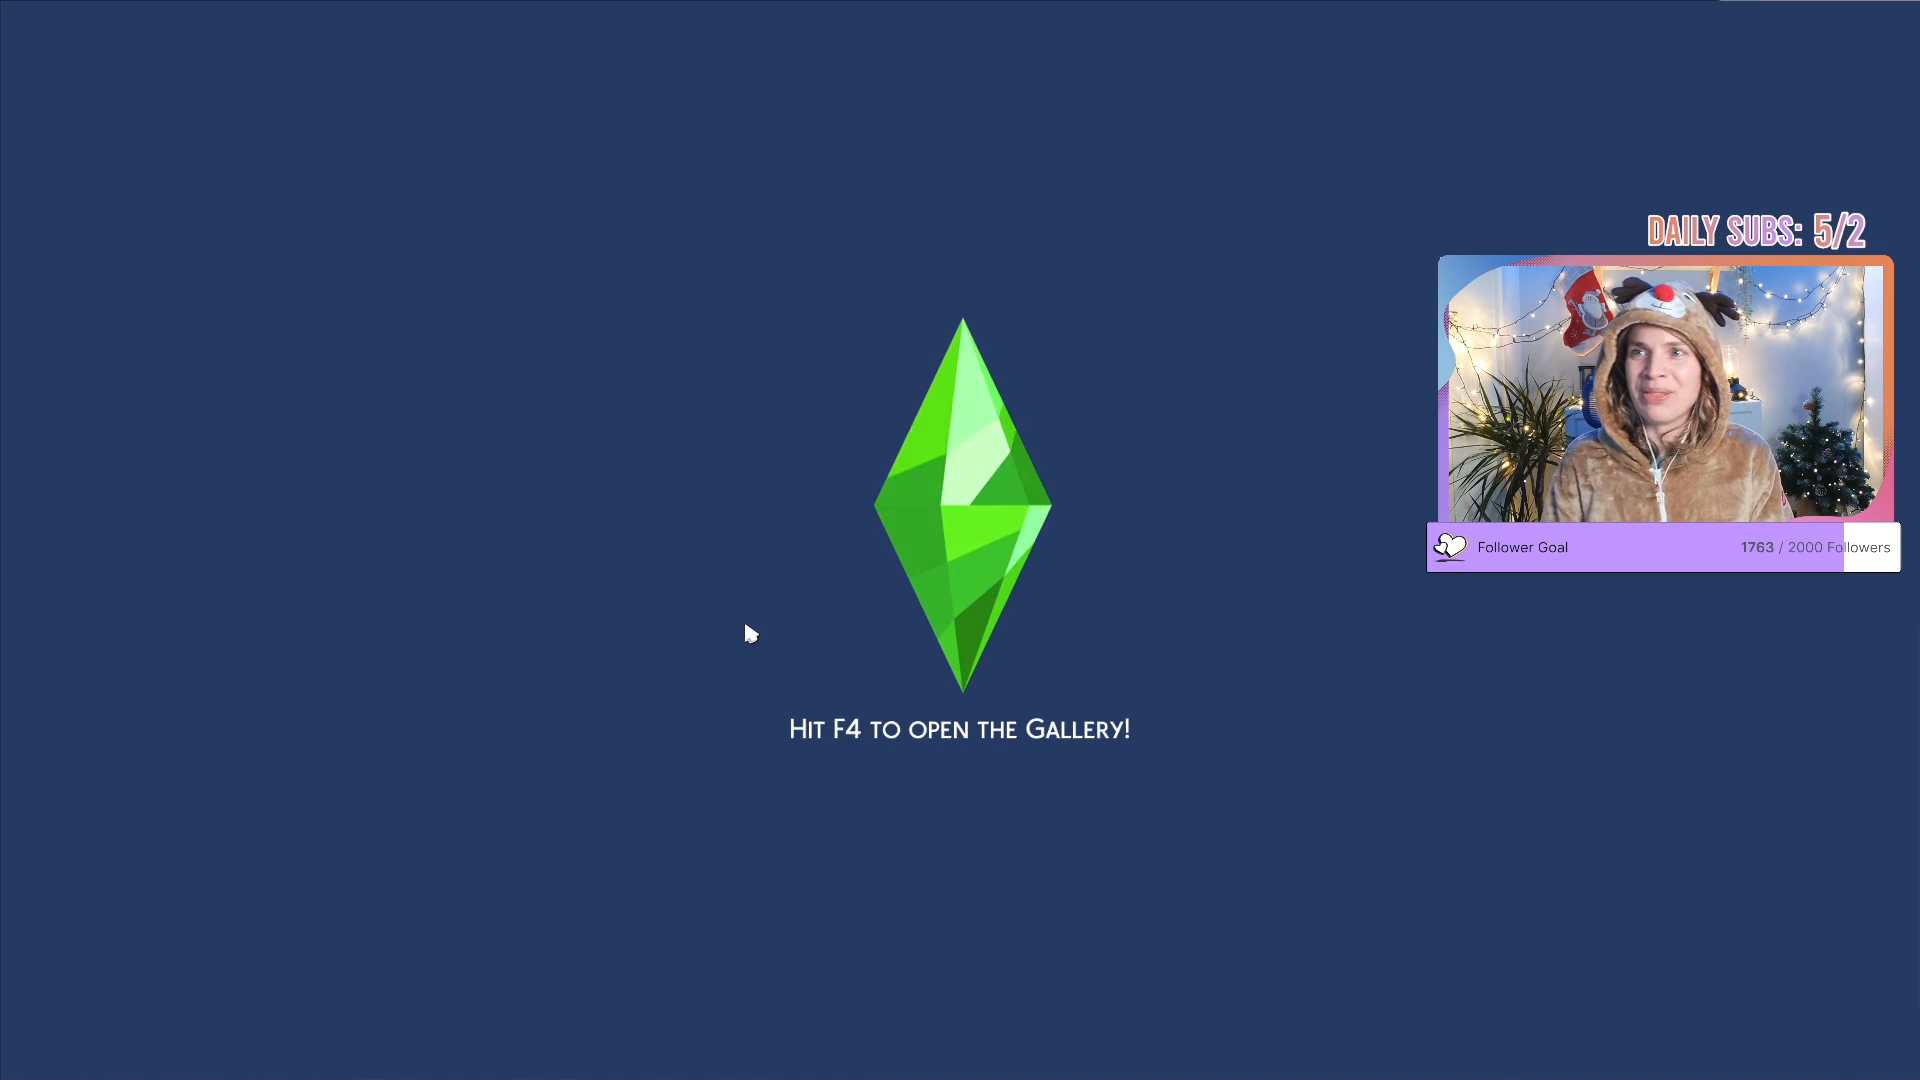 DAILY SUBS: 5/2
Follower Goal
1763 / 2000 Followers
HIT F4 TO OPEN THE GALLERY!